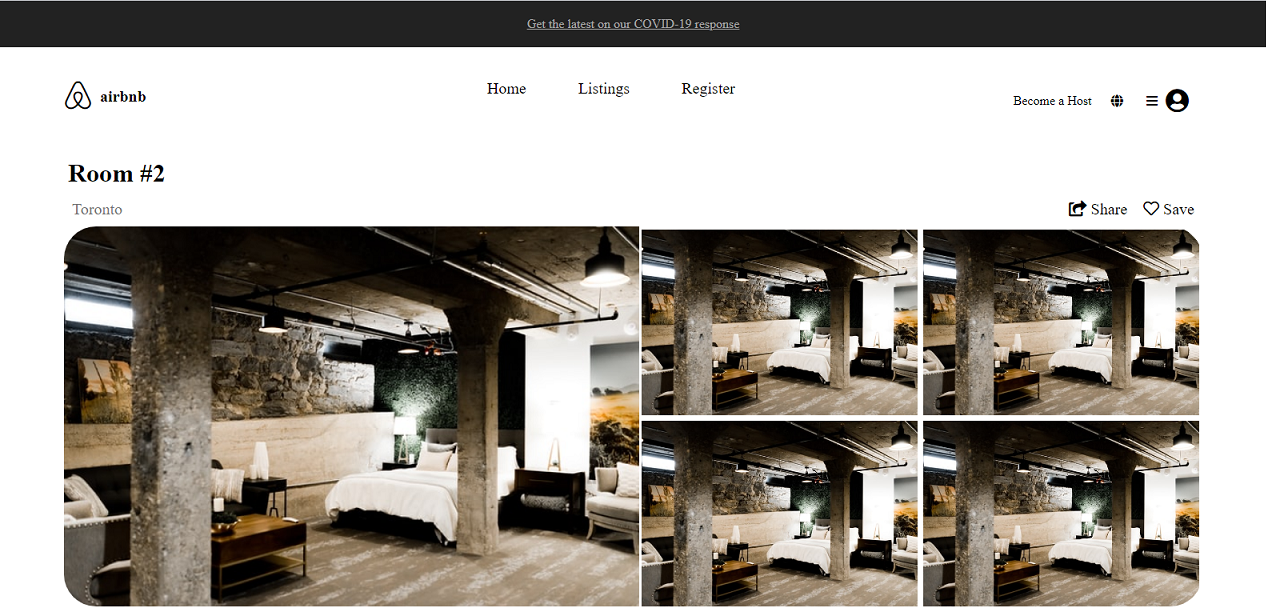 Get the latest on our COVID-19 response
airbnb
Home Listings Register
Become a Host
Room #2
Toronto
Share Save